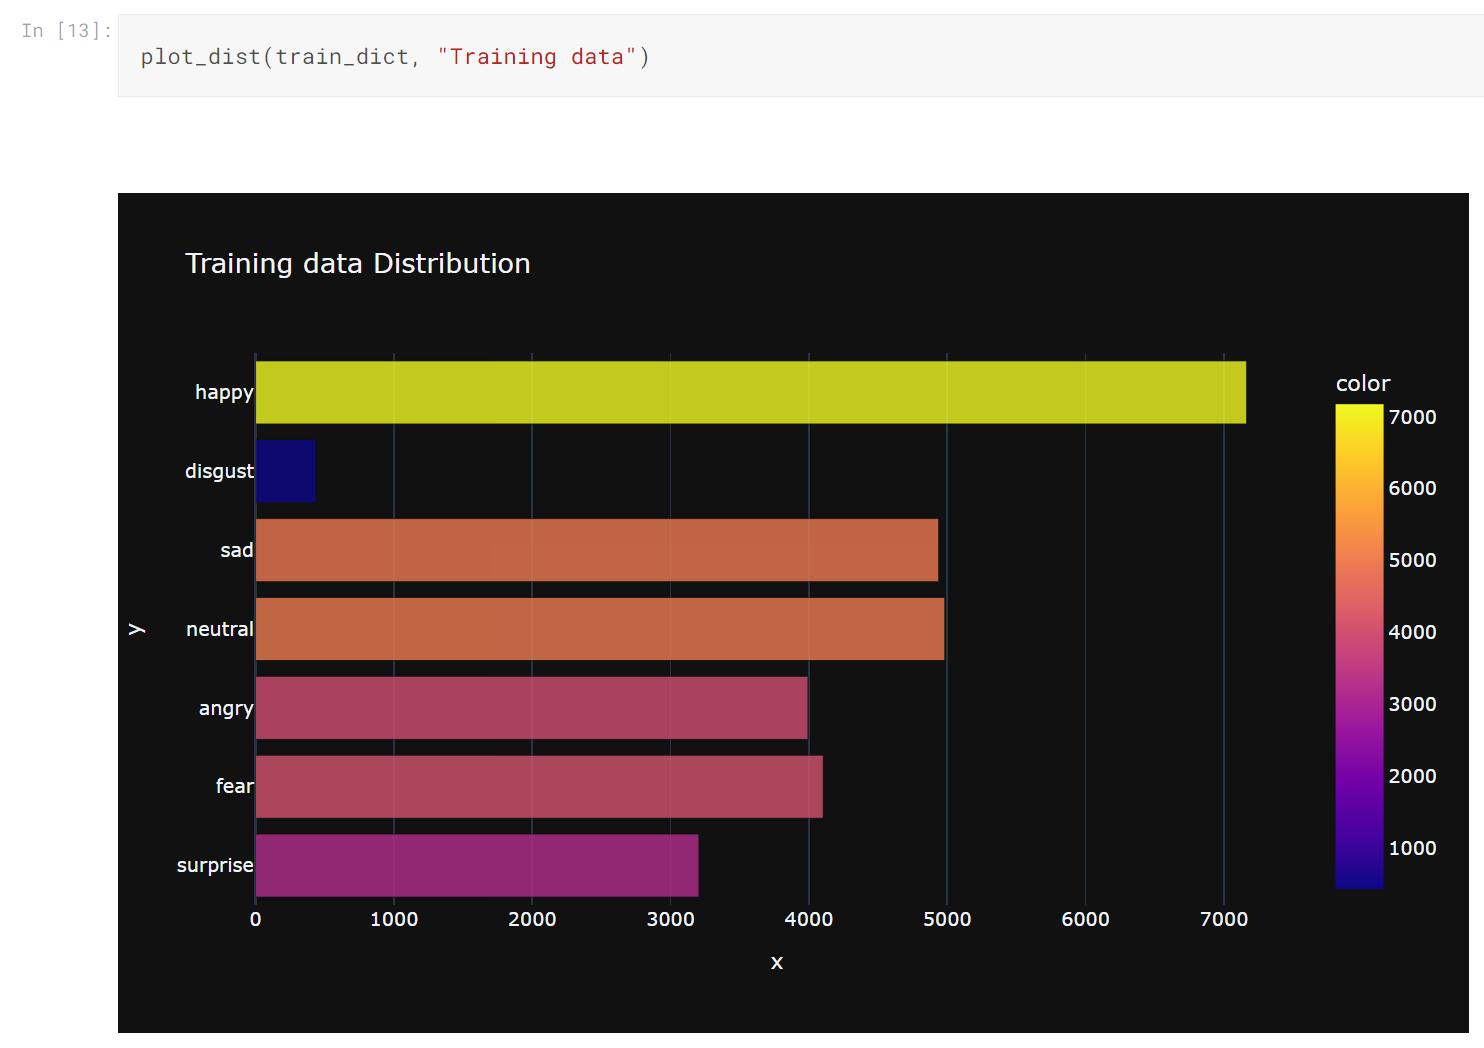 In [13]:
plot_dist(train_dict, "Training data")
Training data Distribution
happy
disgust
sad
neutral
angry
fear
surprise
y
0 1000 2000 3000 4000 5000 6000 7000
x
color
7000
6000
5000
4000
3000
2000
1000